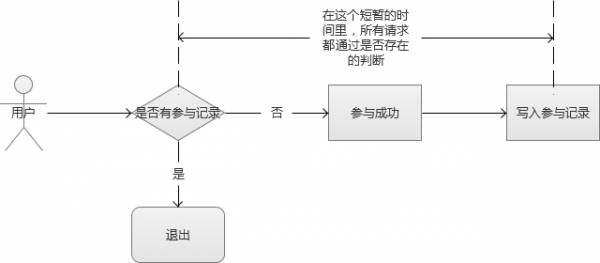 在这个短暂的时
间里，所有请求
都通过是否存在
的判断
用户
是否有参与记录
否
参与成功
写入参与记录
是
退出